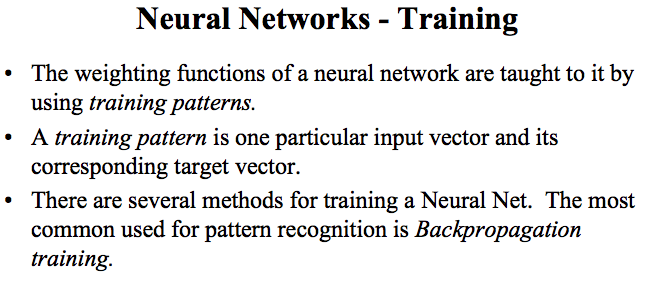 Neural Networks - Training
• The weighting functions of a neural network are taught to it by
using training patterns.
• A training pattern is one particular input vector and its
corresponding target vector.
• There are several methods for training a Neural Net.  The most
common used for pattern recognition is Backpropagation
training.